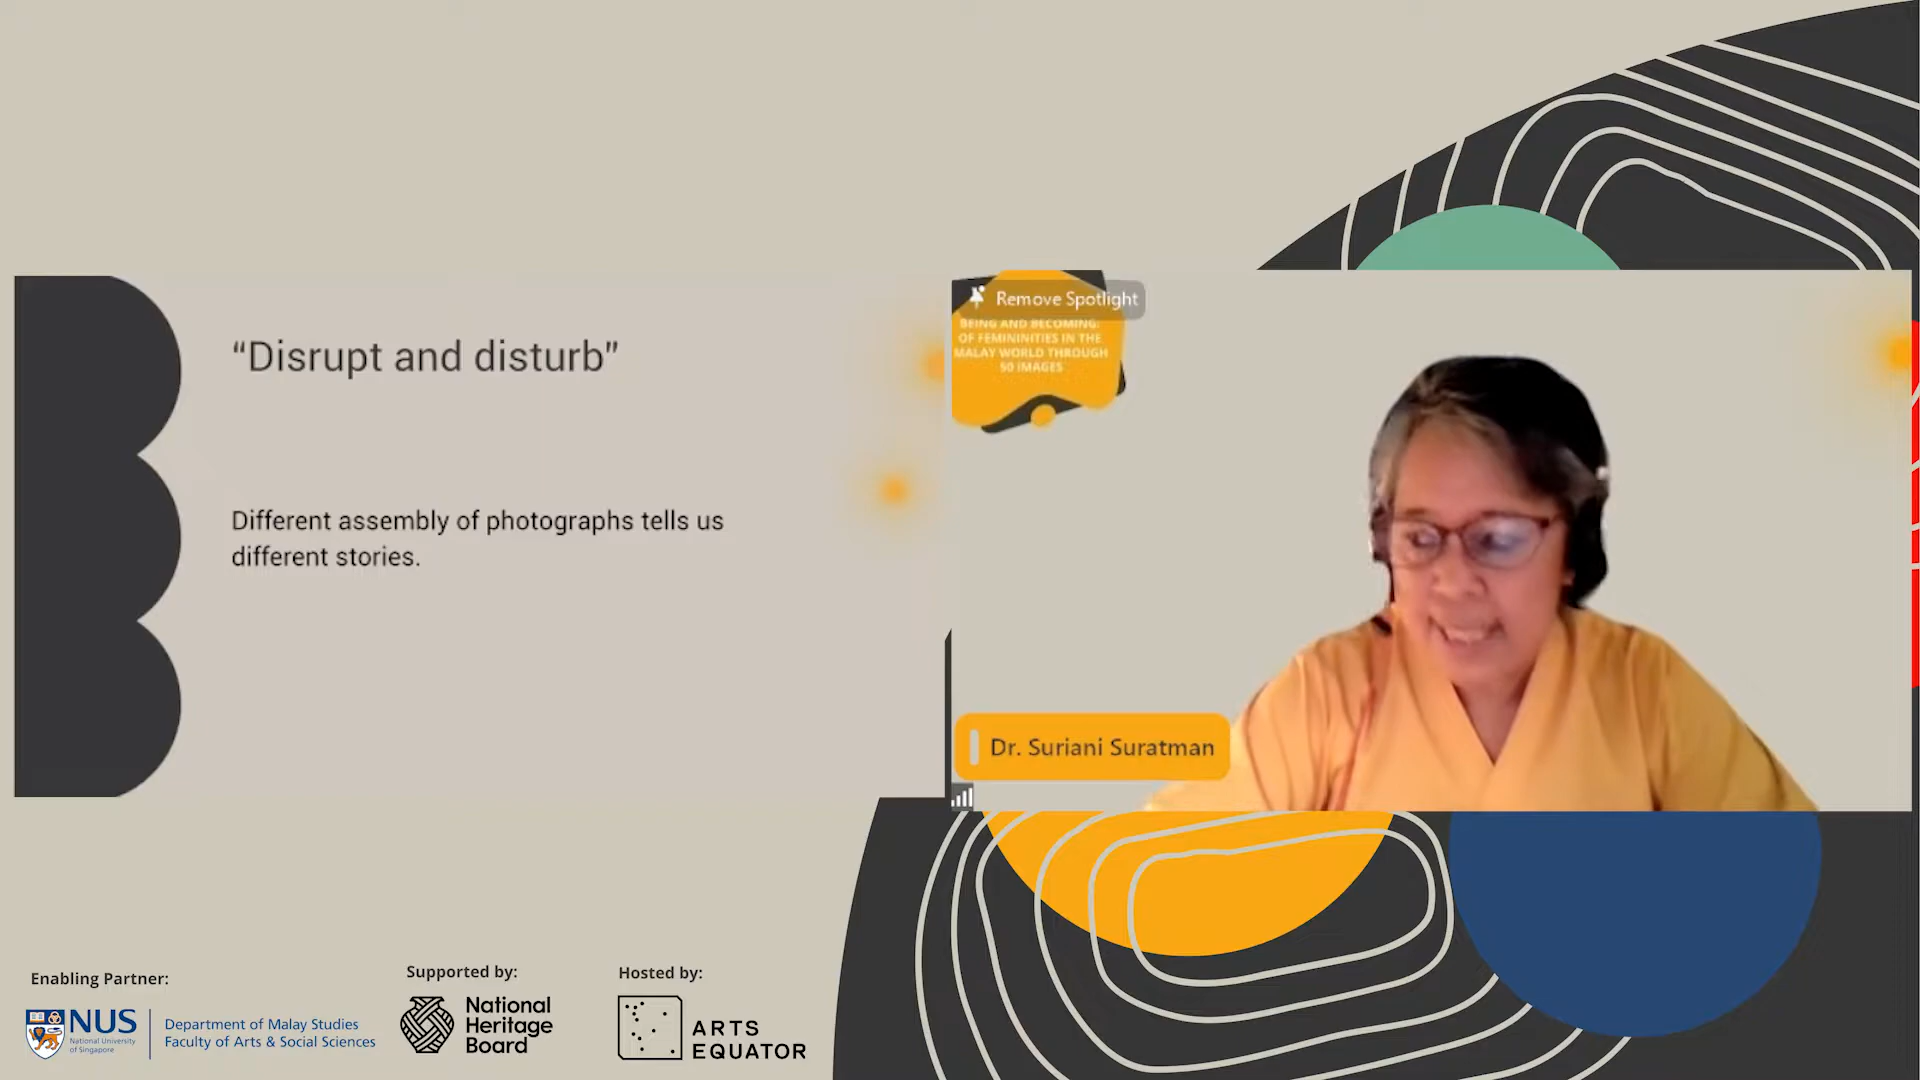 “Disrupt and disturb”
Different assembly of photographs tells us
different stories.
Remove Spotlight
BEING AND BECOMING:
OF FEMININITIES IN THE
MALAY WORLD THROUGH
50 IMAGES
Dr. Suriani Suratman
Enabling Partner:
NUS
National University
of Singapore
Department of Malay Studies
Faculty of Arts & Social Sciences
Supported by:
National
Heritage
Board
Hosted by:
ARTS
EQUATOR